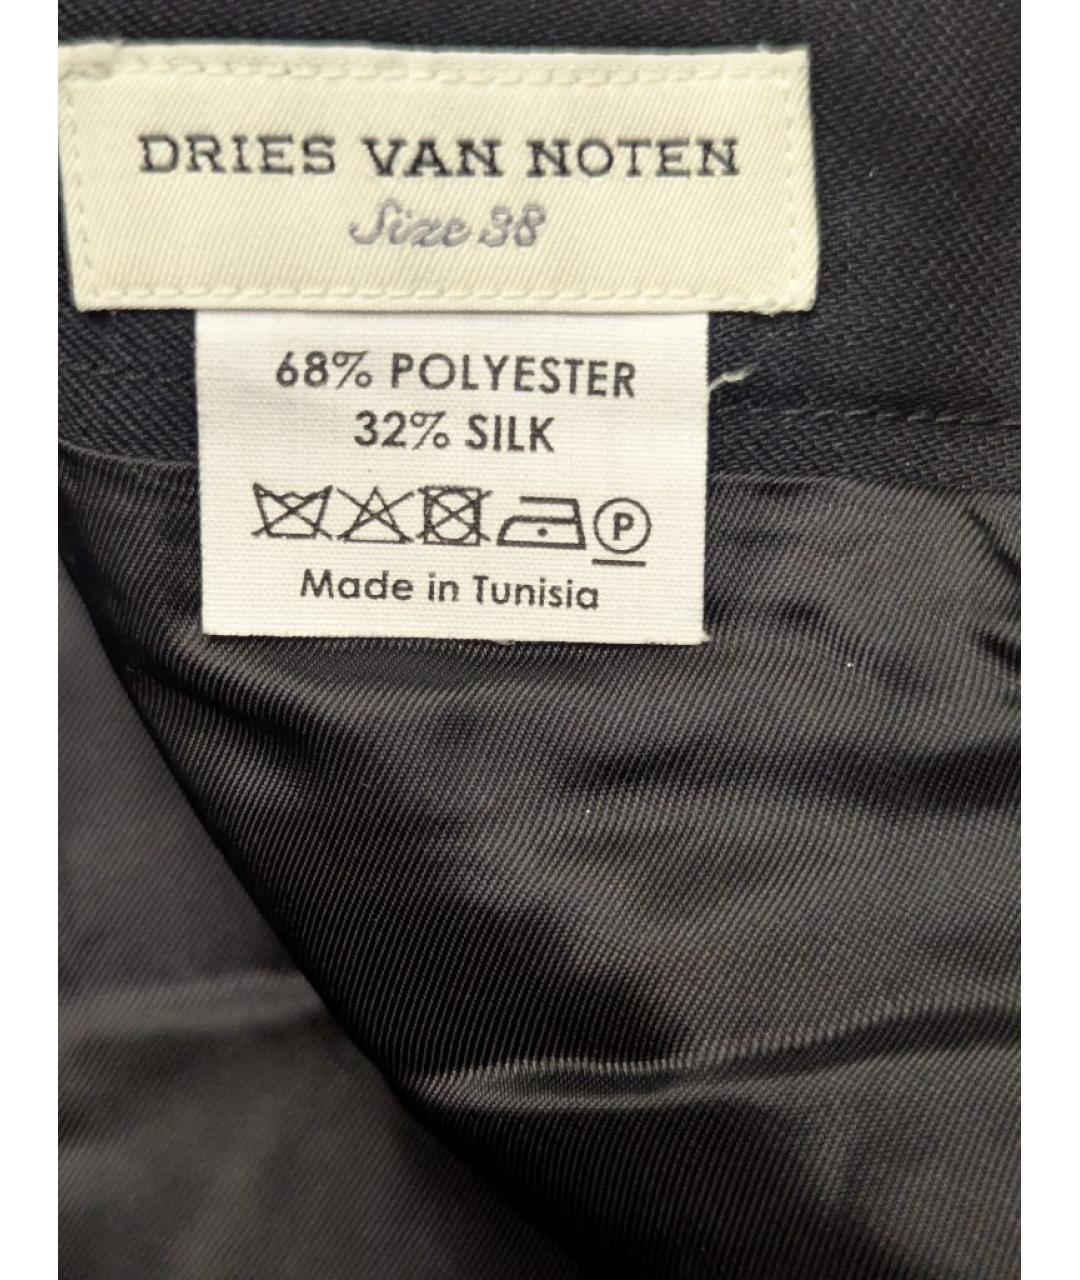 DRIES VAN NOTEN
Size 38
68% POLYESTER
32% SILK
P
Made in Tunisia